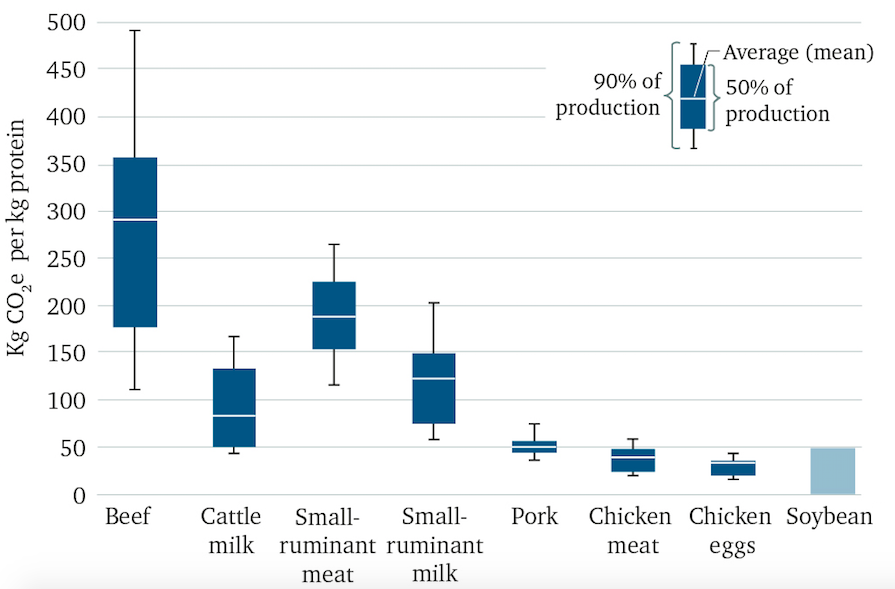 Kg CO2e per kg protein
500
450
400
350
300
250
200
150
100
50
0
90% of
production
Average (mean)
50% of
production
Beef
Cattle
milk
Small-
ruminant
meat
Small-
ruminant
milk
Pork
Chicken
meat
Chicken
eggs
Soybean